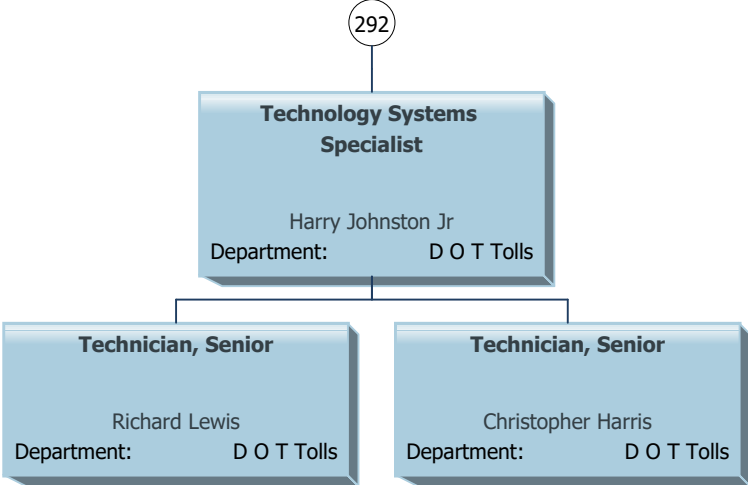 292
Technology Systems
Specialist
Harry Johnston Jr
Department: D O T Tolls
Technician, Senior
Richard Lewis
Department: D O T Tolls
Technician, Senior
Christopher Harris
Department: D O T Tolls